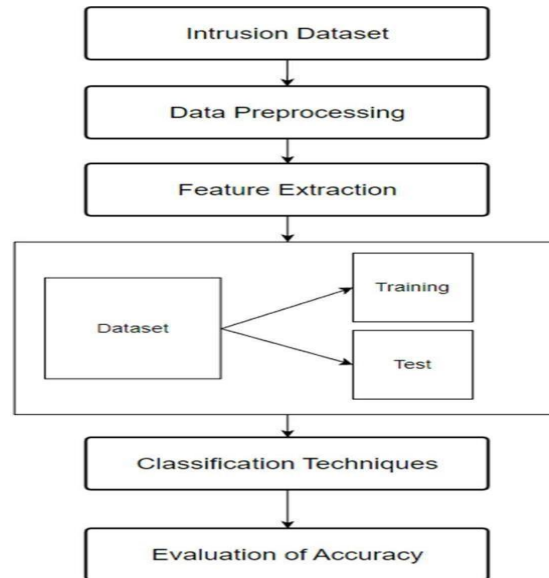 Intrusion Dataset
Data Preprocessing
Feature Extraction
Dataset
Training
Test
Classification Techniques
Evaluation of Accuracy